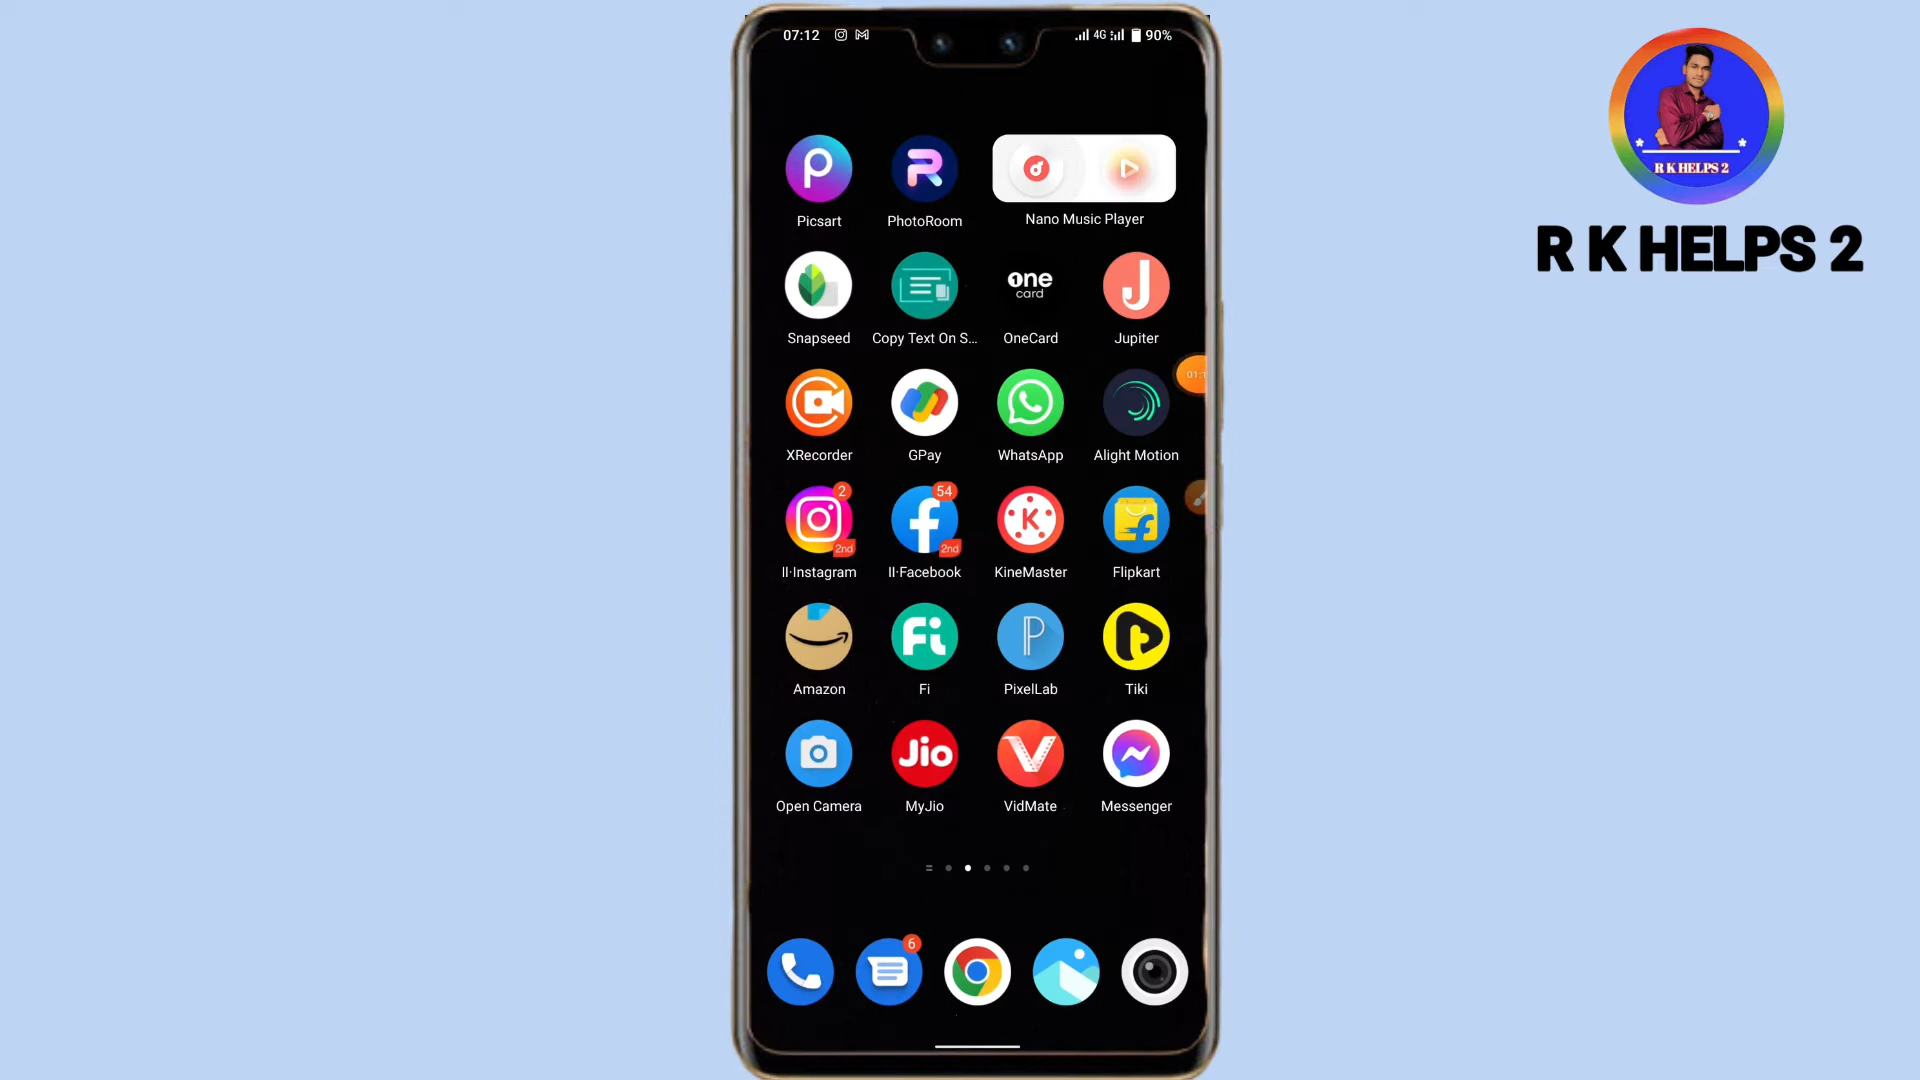 07:12
4G
90%
Picsart
PhotoRoom
Nano Music Player
one
card
J
Snapseed
Copy Text On S...
OneCard
Jupiter
XRecorder
GPay
WhatsApp
Alight Motion
2
54
2nd
2nd
II·Instagram
II·Facebook
KineMaster
Flipkart
Fi
Amazon
Fi
PixelLab
Tiki
Jio
Open Camera
MyJio
VidMate
Messenger
6
R K HELPS 2
R K HELPS 2